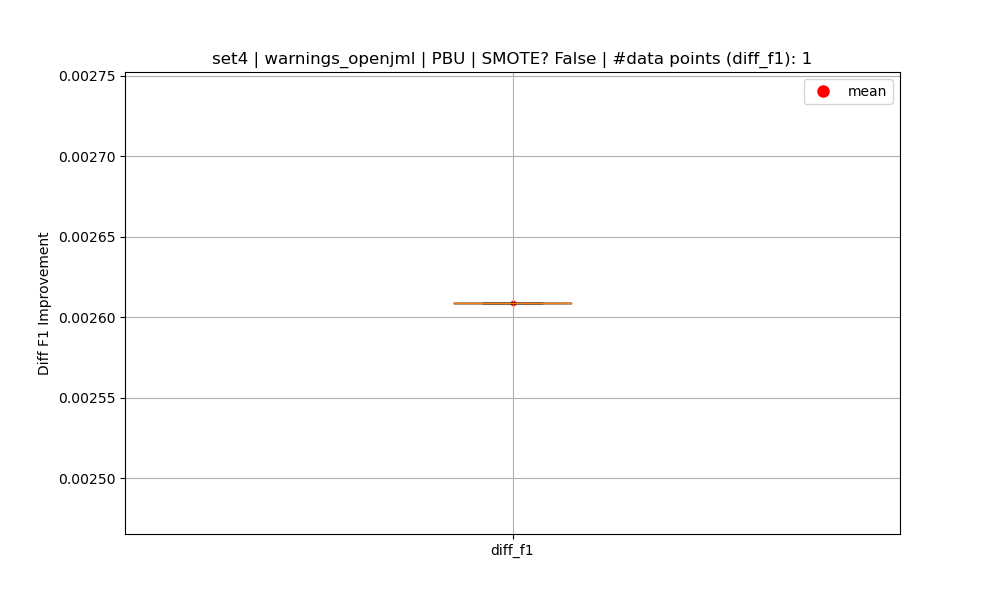 set4 | warnings_openjml | PBU | SMOTE? False | #data points (diff_f1): 1
mean
0.00275
0.00270
0.00265
0.00260
0.00255
0.00250
Diff F1 Improvement
diff_f1